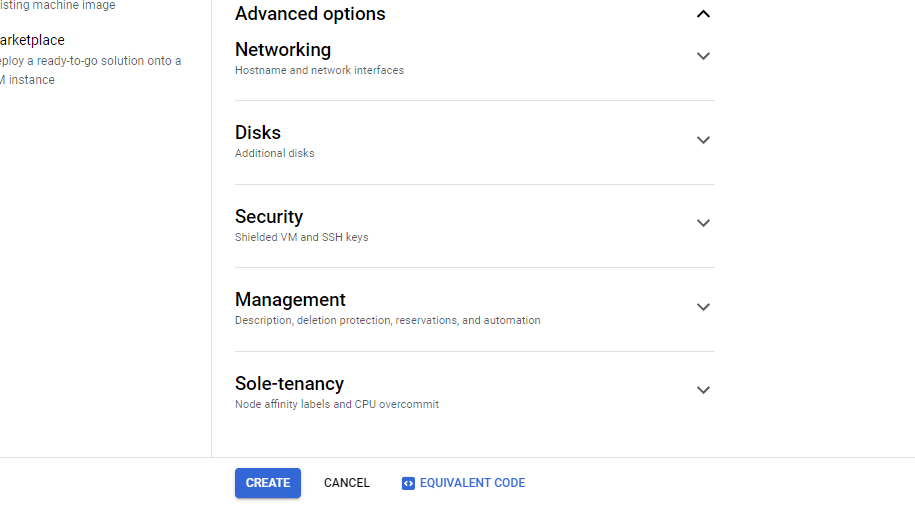 isting machine image
arketplace
eploy a ready-to-go solution onto a
M instance
Advanced options
Networking
Hostname and network interfaces
Disks
Additional disks
Security
Shielded VM and SSH keys
Management
Description, deletion protection, reservations, and automation
Sole-tenancy
Node affinity labels and CPU overcommit
CREATE
CANCEL
EQUIVALENT CODE